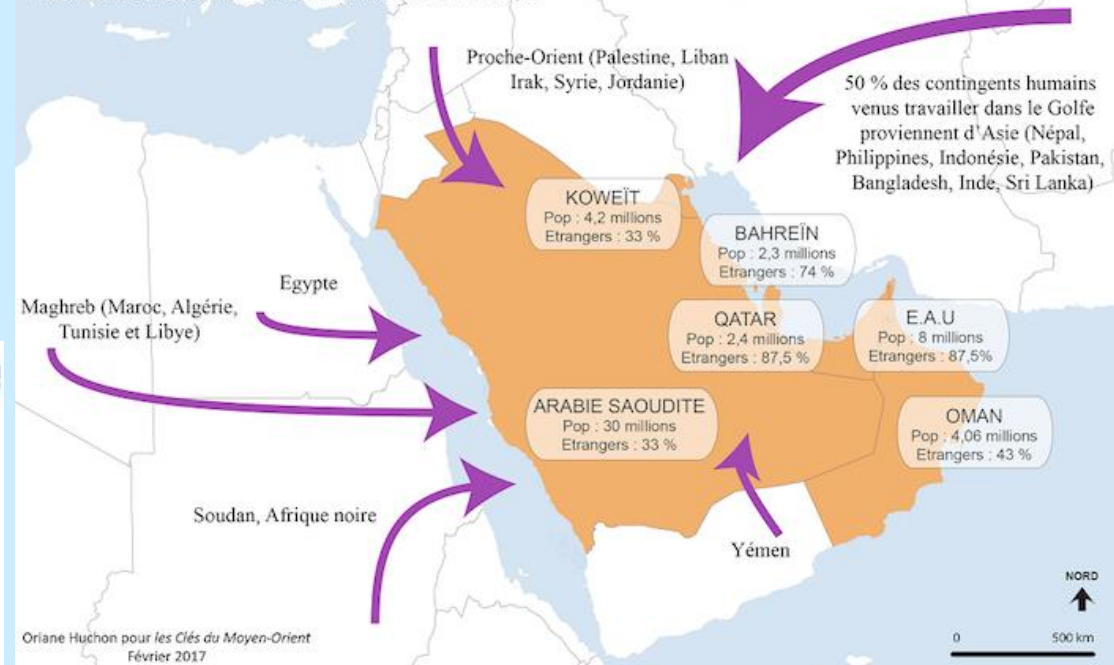 Proche-Orient (Palestine, Liban
Irak, Syrie, Jordanie)
50 % des contingents humains
venus travailler dans le Golfe
proviennent d'Asie (Népal,
Philippines, Indonésie, Pakistan,
Bangladesh, Inde, Sri Lanka)
KOWEÏT
Pop : 4,2 millions
Etrangers : 33 %
BAHREÏN
Pop : 2,3 millions
Etrangers : 74 %
Egypte
Maghreb (Maroc, Algérie,
Tunisie et Libye)
QATAR
Pop : 2,4 millions
Etrangers : 87,5 %
E.A.U
Pop : 8 millions
Etrangers : 87,5%
ARABIE SAOUDITE
Pop : 30 millions
Etrangers : 33 %
OMAN
Pop : 4,06 millions
Etrangers : 43 %
Soudan, Afrique noire
Yémen
NORD
Oriane Huchon pour les Clés du Moyen-Orient
Février 2017
0 500 km